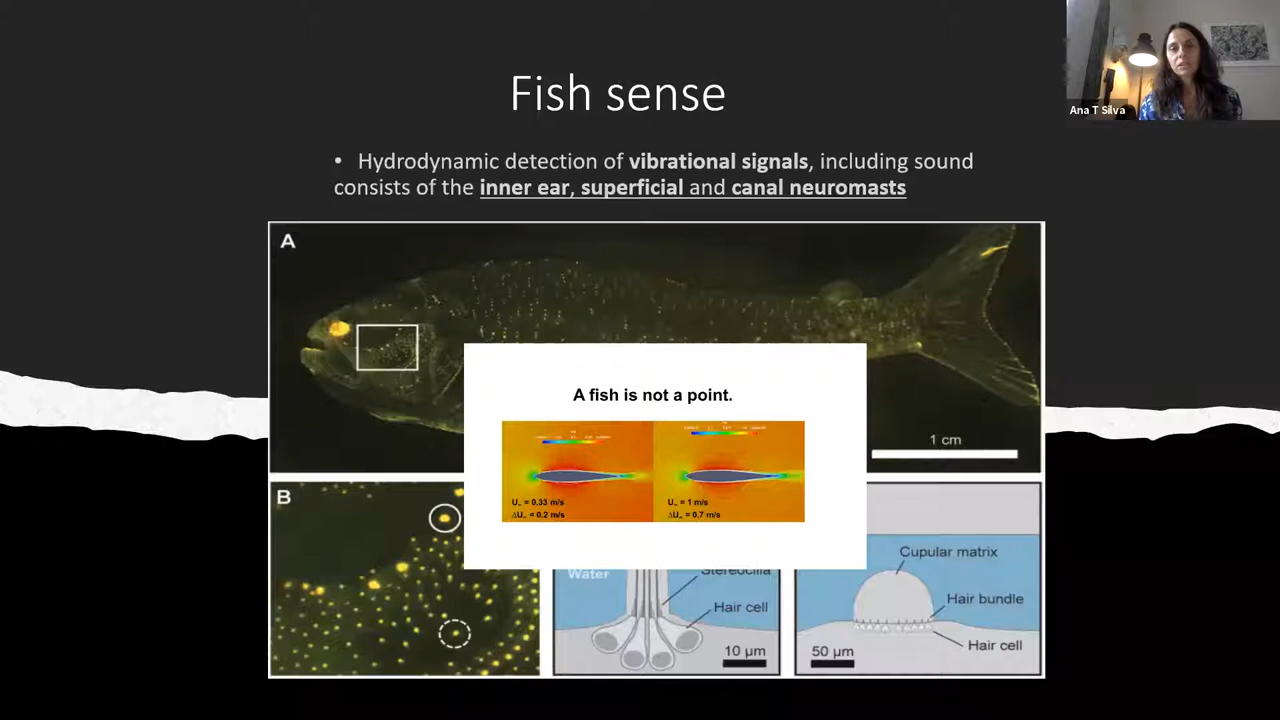 Fish sense
Ana T Silva
• Hydrodynamic detection of vibrational signals, including sound
consists of the inner ear, superficial and canal neuromasts
A
A fish is not a point.
U∞ = 0.33 m/s
ΔU∞ = 0.2 m/s
U∞ = 1 m/s
ΔU∞ = 0.7 m/s
1 cm
B
Water
Stereocilia
Hair cell
10 µm
Cupular matrix
Hair bundle
Hair cell
50 µm